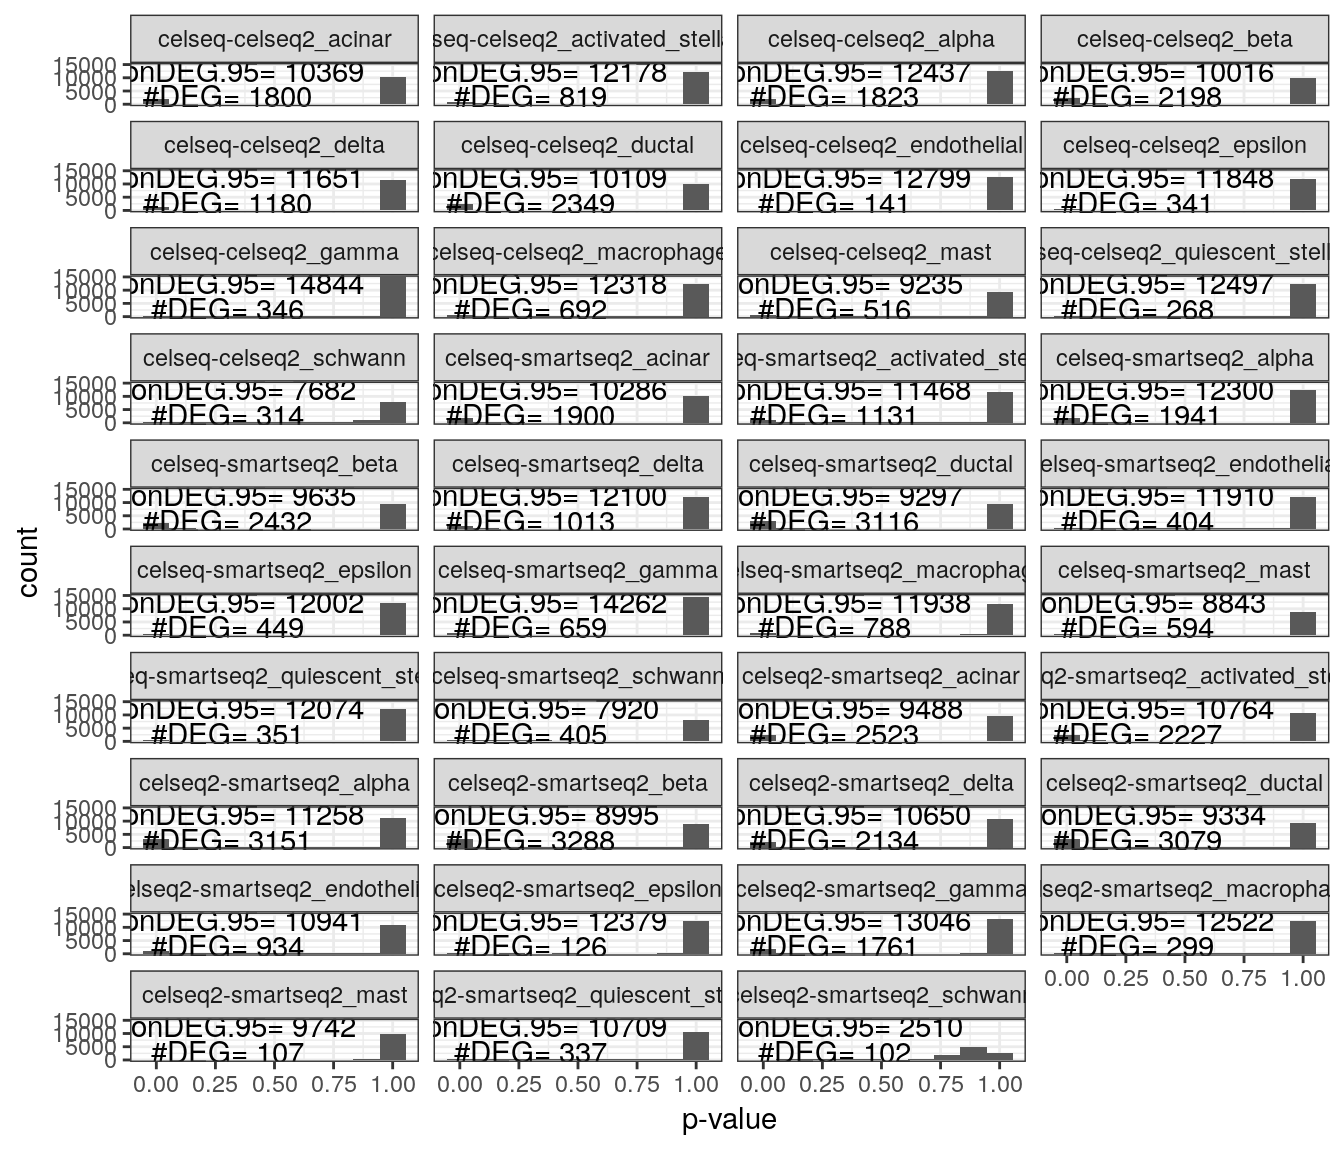 celseq-celseq2_acinar
seq-celseq2_activated_stell
celseq-celseq2_alpha
celseq-celseq2_beta
15000
10000
5000
0
onDEG.95= 10369
#DEG= 1800
onDEG.95= 12178
#DEG= 819
onDEG.95= 12437
#DEG= 1823
onDEG.95= 10016
#DEG= 2198
celseq-celseq2_delta
celseq-celseq2_ductal
celseq-celseq2_endothelial
celseq-celseq2_epsilon
15000
10000
5000
0
onDEG.95= 11651
#DEG= 1180
onDEG.95= 10109
#DEG= 2349
onDEG.95= 12799
#DEG= 141
onDEG.95= 11848
#DEG= 341
celseq-celseq2_gamma
celseq-celseq2_macrophage
celseq-celseq2_mast
seq-celseq2_quiescent_stell
15000
10000
5000
0
onDEG.95= 14844
#DEG= 346
onDEG.95= 12318
#DEG= 692
onDEG.95= 9235
#DEG= 516
onDEG.95= 12497
#DEG= 268
celseq-celseq2_schwann
celseq-smartseq2_acinar
eq-smartseq2_activated_ste
celseq-smartseq2_alpha
15000
10000
5000
0
onDEG.95= 7682
#DEG= 314
onDEG.95= 10286
#DEG= 1900
onDEG.95= 11468
#DEG= 1131
onDEG.95= 12300
#DEG= 1941
celseq-smartseq2_beta
celseq-smartseq2_delta
celseq-smartseq2_ductal
elseq-smartseq2_endothelia
15000
10000
5000
0
onDEG.95= 9635
#DEG= 2432
onDEG.95= 12100
#DEG= 1013
onDEG.95= 9297
#DEG= 3116
onDEG.95= 11910
#DEG= 404
celseq-smartseq2_epsilon
celseq-smartseq2_gamma
elseq-smartseq2_macrophag
celseq-smartseq2_mast
15000
10000
5000
0
onDEG.95= 12002
#DEG= 449
onDEG.95= 14262
#DEG= 659
onDEG.95= 11938
#DEG= 788
onDEG.95= 8843
#DEG= 594
eq-smartseq2_quiescent_ste
celseq-smartseq2_schwann
celseq2-smartseq2_acinar
q2-smartseq2_activated_st
15000
10000
5000
0
onDEG.95= 12074
#DEG= 351
onDEG.95= 7920
#DEG= 405
onDEG.95= 9488
#DEG= 2523
onDEG.95= 10764
#DEG= 2227
celseq2-smartseq2_alpha
celseq2-smartseq2_beta
celseq2-smartseq2_delta
celseq2-smartseq2_ductal
15000
10000
5000
0
onDEG.95= 11258
#DEG= 3151
onDEG.95= 8995
#DEG= 3288
onDEG.95= 10650
#DEG= 2134
onDEG.95= 9334
#DEG= 3079
elseq2-smartseq2_endotheli
celseq2-smartseq2_epsilon
celseq2-smartseq2_gamma
lseq2-smartseq2_macropha
15000
10000
5000
0
onDEG.95= 10941
#DEG= 934
onDEG.95= 12379
#DEG= 126
onDEG.95= 13046
#DEG= 1761
onDEG.95= 12522
#DEG= 299
0.00 0.25 0.50 0.75 1.00
celseq2-smartseq2_mast
q2-smartseq2_quiescent_st
celseq2-smartseq2_schwann
15000
10000
5000
0
onDEG.95= 9742
#DEG= 107
onDEG.95= 10709
#DEG= 337
onDEG.95= 2510
#DEG= 102
0.00 0.25 0.50 0.75 1.00
0.00 0.25 0.50 0.75 1.00
0.00 0.25 0.50 0.75 1.00
p-value
count